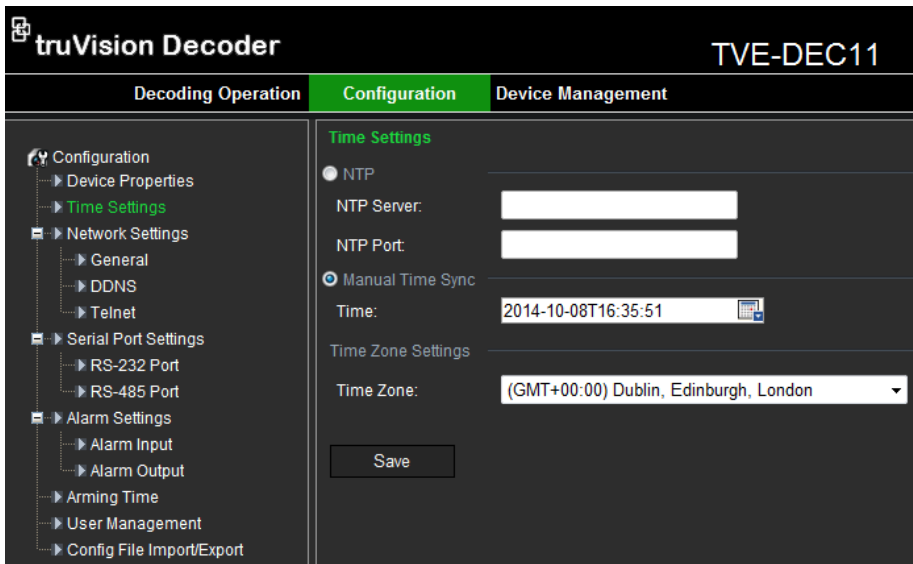 truVision Decoder
TVE-DEC11
Decoding Operation Configuration Device Management
Configuration
Device Properties
Time Settings
Network Settings
General
DDNS
Telnet
Serial Port Settings
RS-232 Port
RS-485 Port
Alarm Settings
Alarm Input
Alarm Output
Arming Time
User Management
Config File Import/Export
Time Settings
NTP
NTP Server:
NTP Port:
Manual Time Sync
Time: 2014-10-08T16:35:51
Time Zone Settings
Time Zone: (GMT+00:00) Dublin, Edinburgh, London
Save